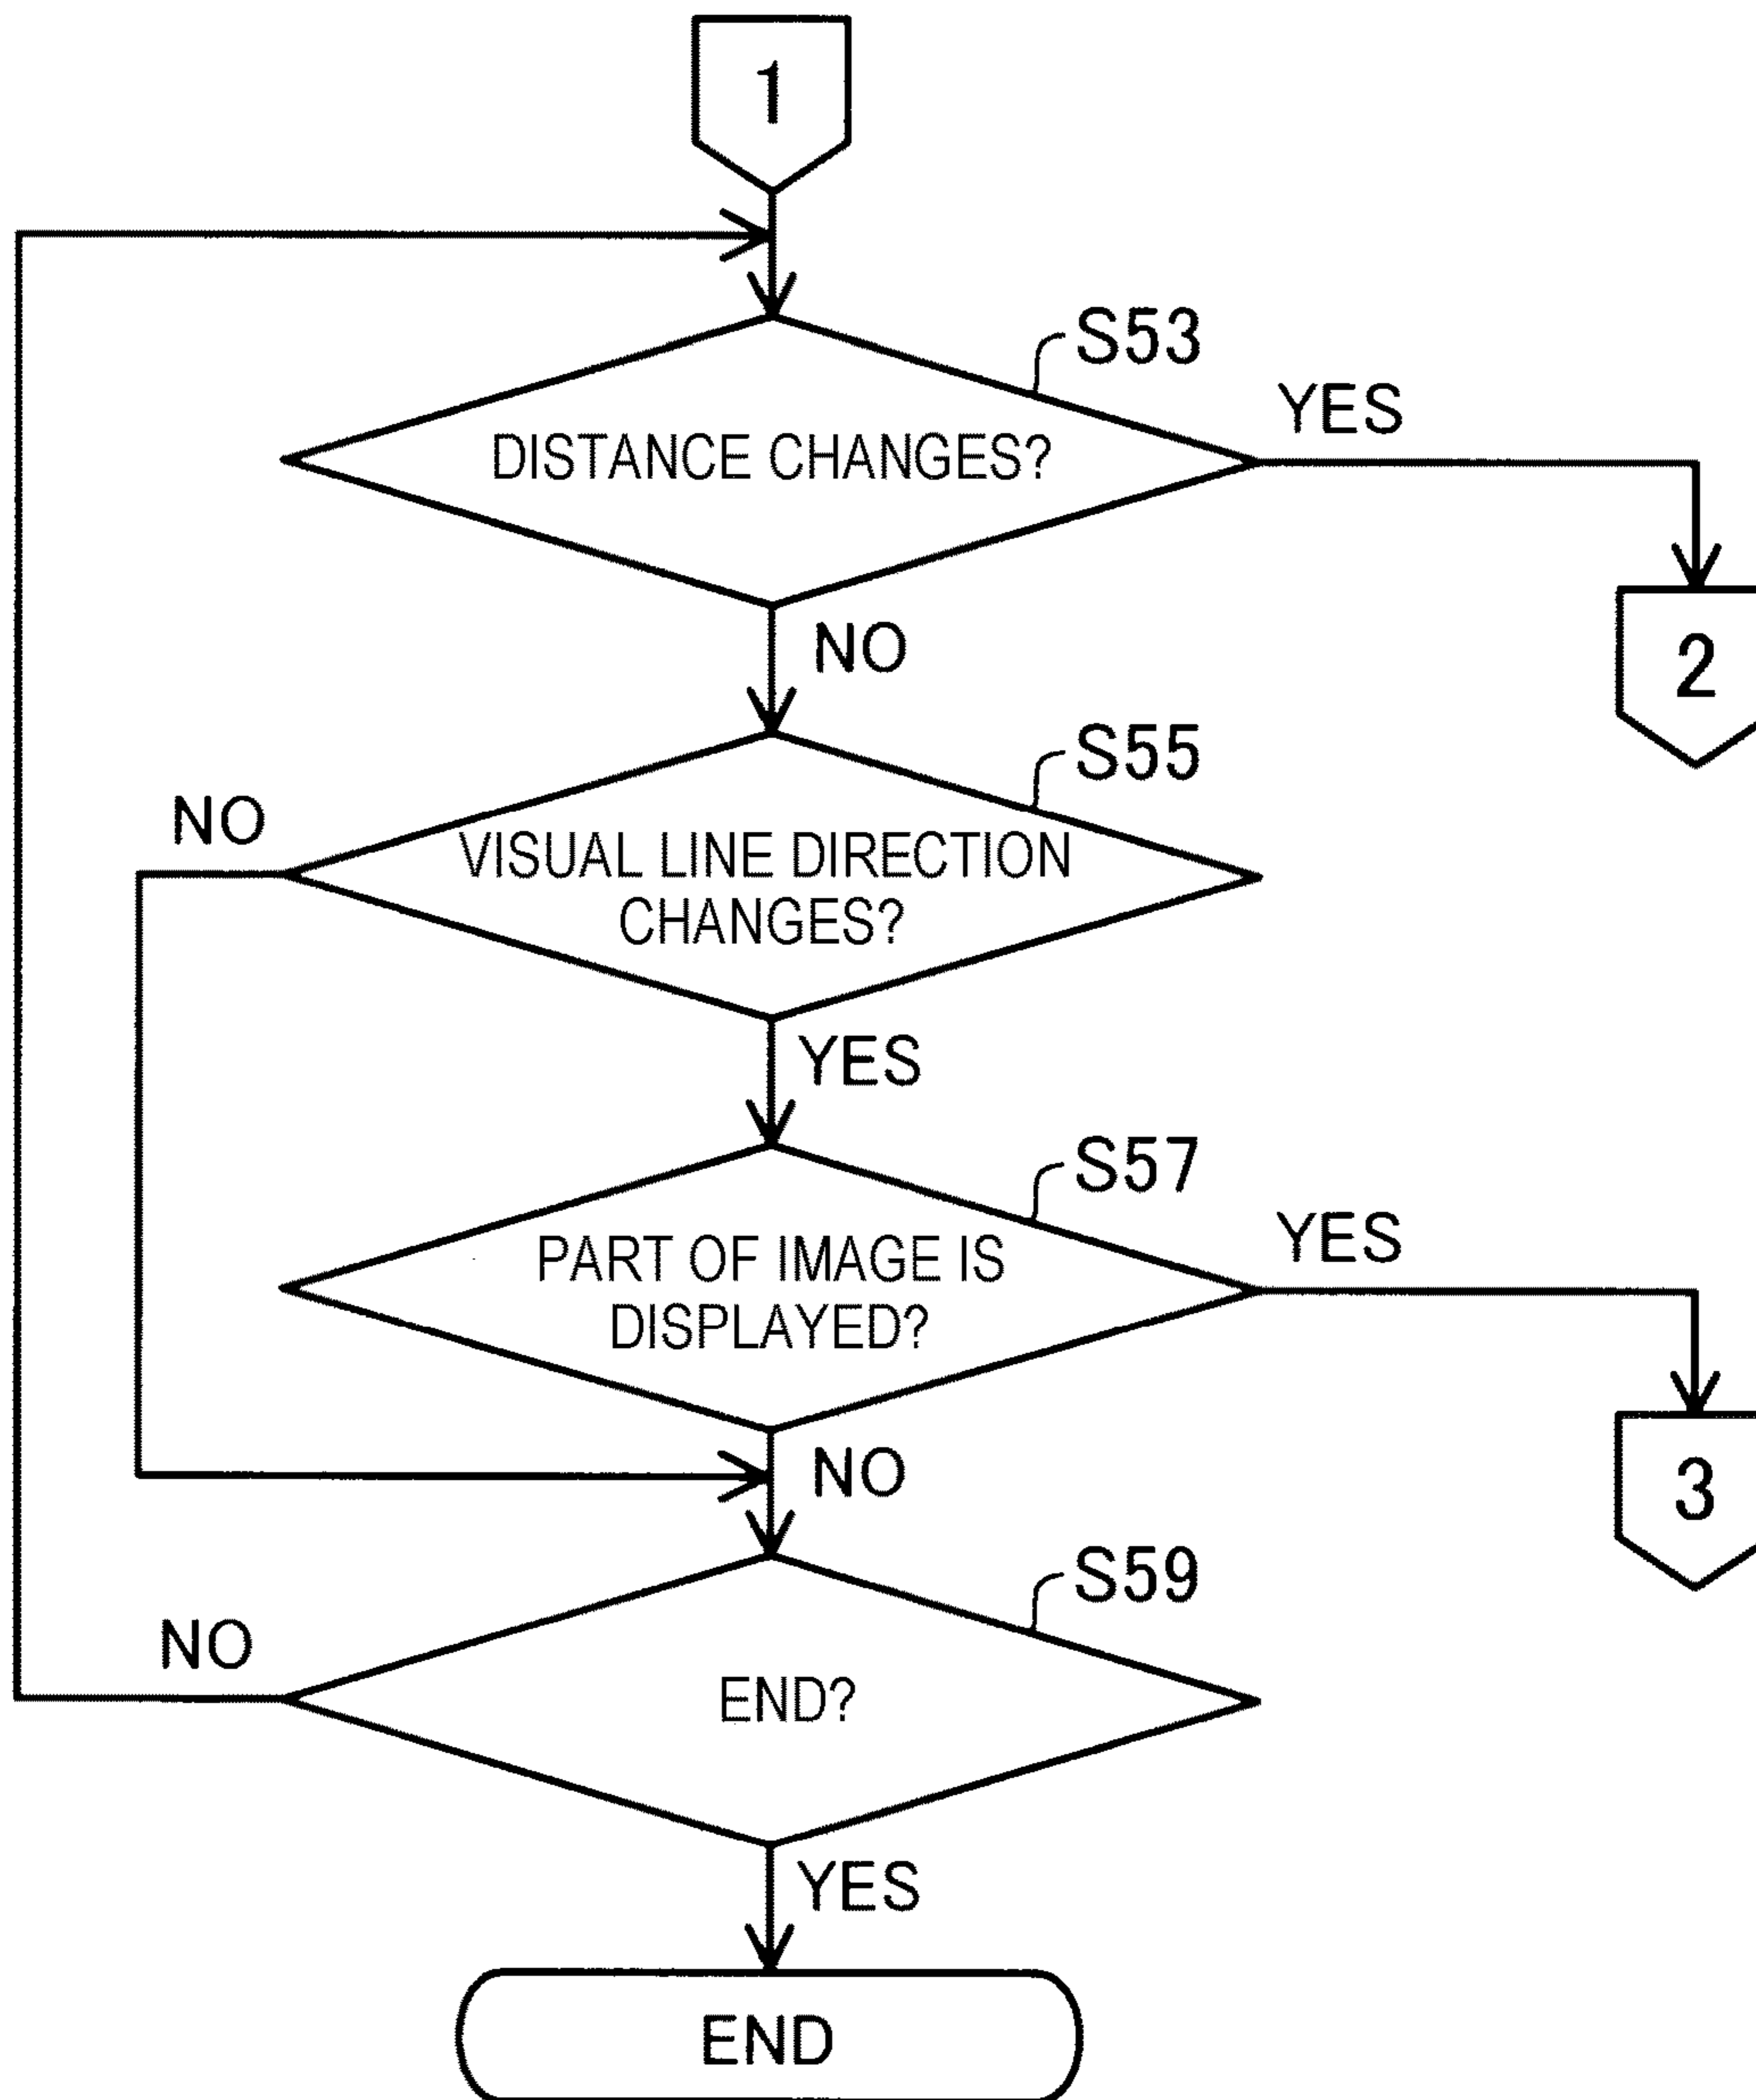 1
S53
YES
DISTANCE CHANGES?
NO
2
S55
NO
VISUAL LINE DIRECTION
CHANGES?
YES
S57
YES
PART OF IMAGE IS
DISPLAYED?
NO
3
S59
NO
END?
YES
END